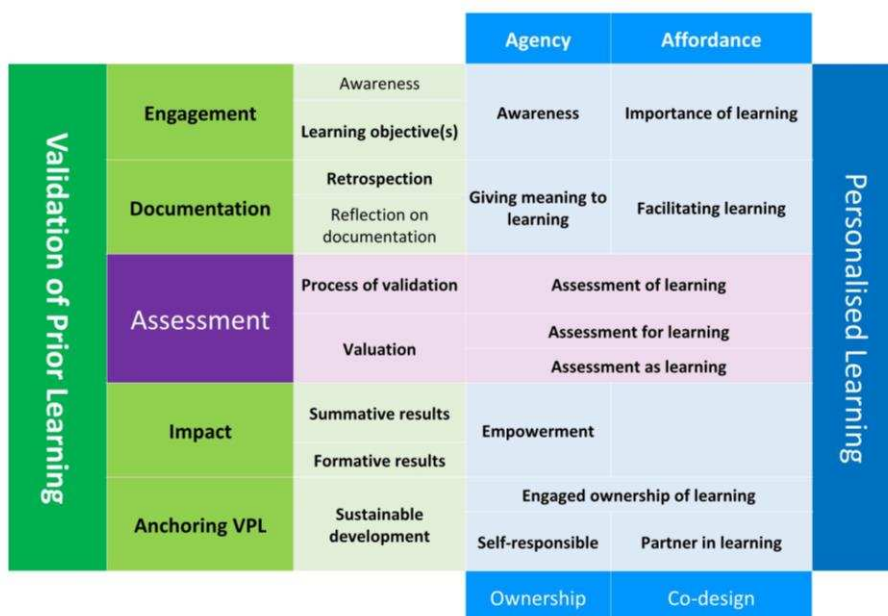 Agency
Affordance
Validation of Prior Learning
Engagement
Awareness
Learning objective(s)
Awareness
Importance of learning
Documentation
Retrospection
Reflection on
documentation
Giving meaning to
learning
Facilitating learning
Assessment
Process of validation
Valuation
Assessment of learning
Assessment for learning
Assessment as learning
Impact
Summative results
Formative results
Empowerment
Anchoring VPL
Sustainable
development
Engaged ownership of learning
Self-responsible
Partner in learning
Personalised Learning
Ownership
Co-design